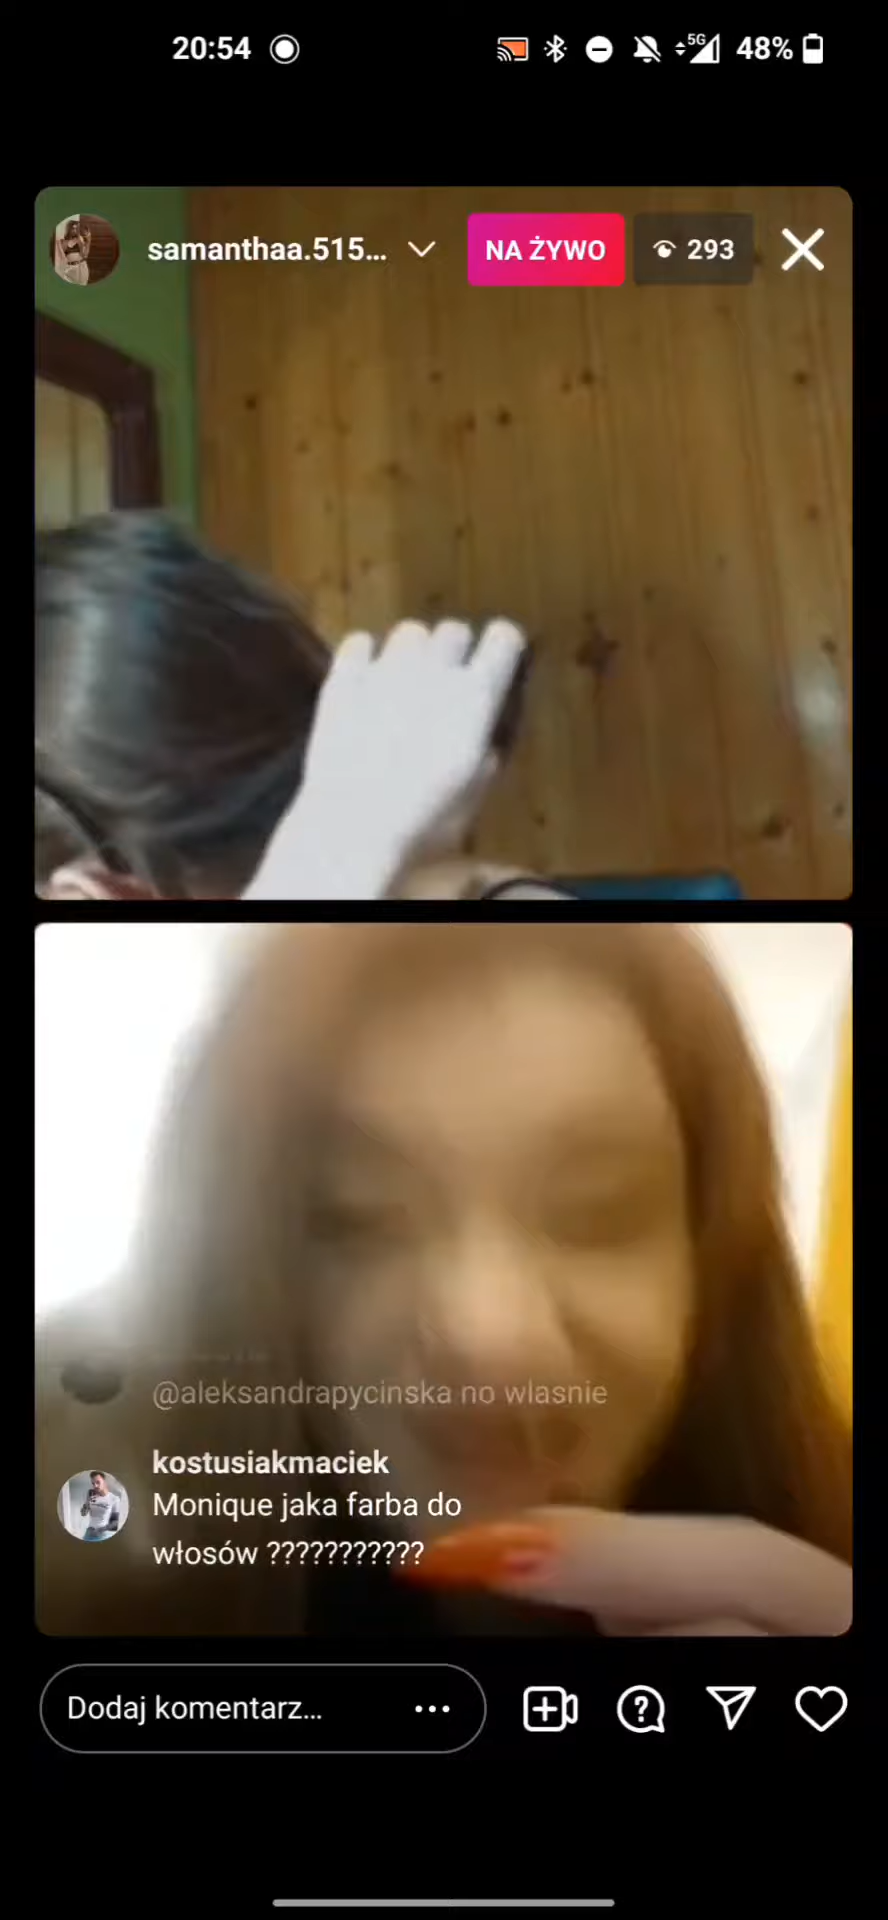 20:54
5G
48%
samanthaa.515...
NA ŻYWO
293
@aleksandrapycinska no wlasnie
kostusiakmaciek
Monique jaka farba do
włosów ???????????
Dodaj komentarz...